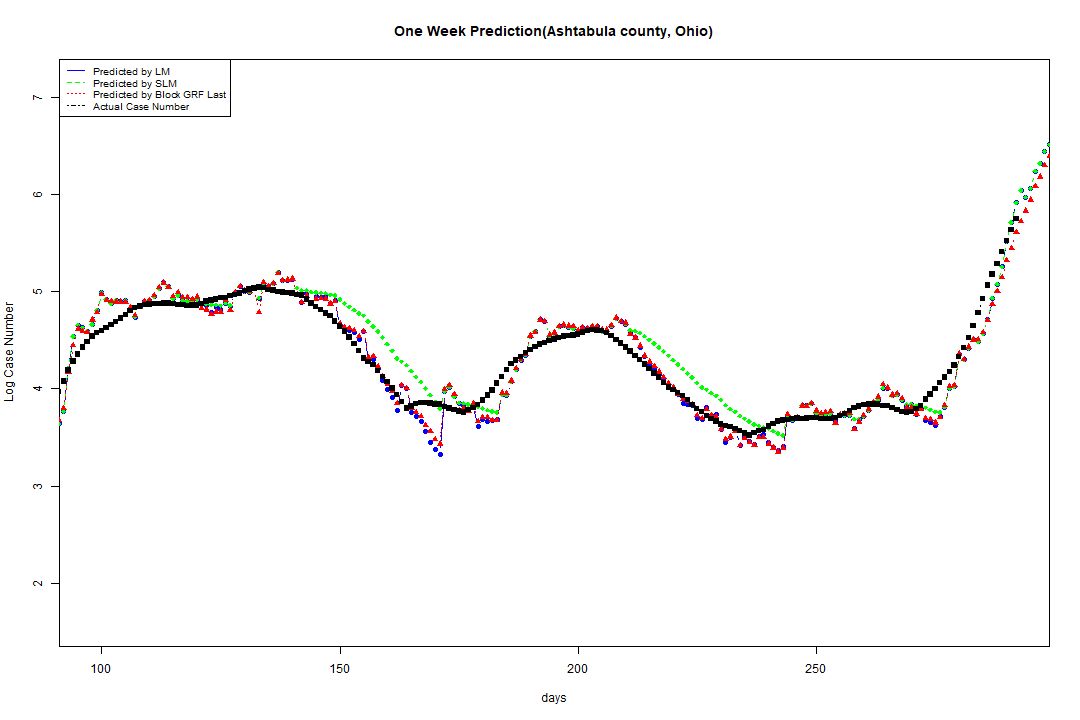 One Week Prediction(Ashtabula county, Ohio)
Predicted by LM
Predicted by SLM
Predicted by Block GRF Last
Actual Case Number
7
6
5
4
3
2
Log Case Number
100 150 200 250
days